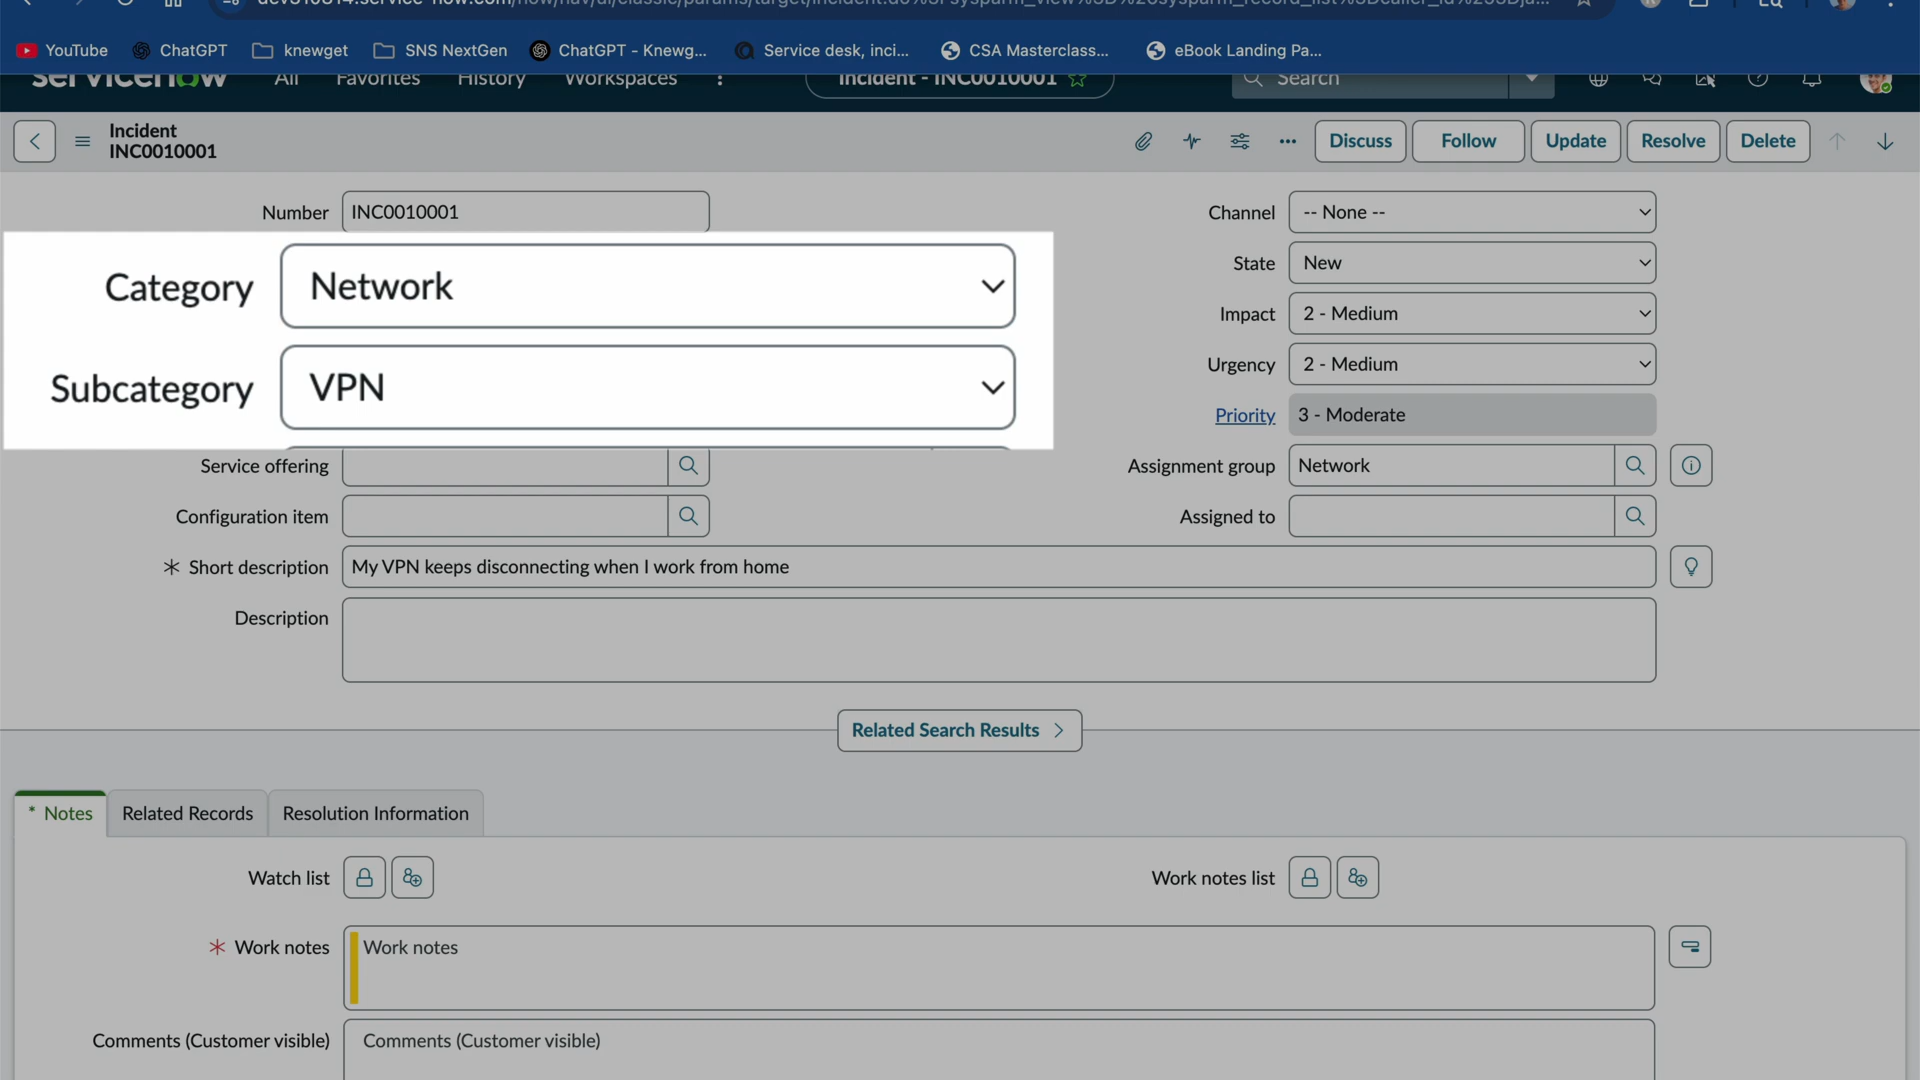 YouTube ChatGPT knewget SNS NextGen ChatGPT - Knewg... Service desk, inci... CSA Masterclass... eBook Landing Pa...
servicenow All Favorites History Workspaces Incident - INC0010001 Search
Incident
INC0010001
Discuss Follow Update Resolve Delete
Number INC0010001
Channel -- None --
Category Network
State New
Impact 2 - Medium
Subcategory VPN
Urgency 2 - Medium
Priority 3 - Moderate
Service offering
Assignment group Network
Configuration item
Assigned to
* Short description My VPN keeps disconnecting when I work from home
Description
Related Search Results
* Notes Related Records Resolution Information
Watch list
Work notes list
* Work notes Work notes
Comments (Customer visible) Comments (Customer visible)